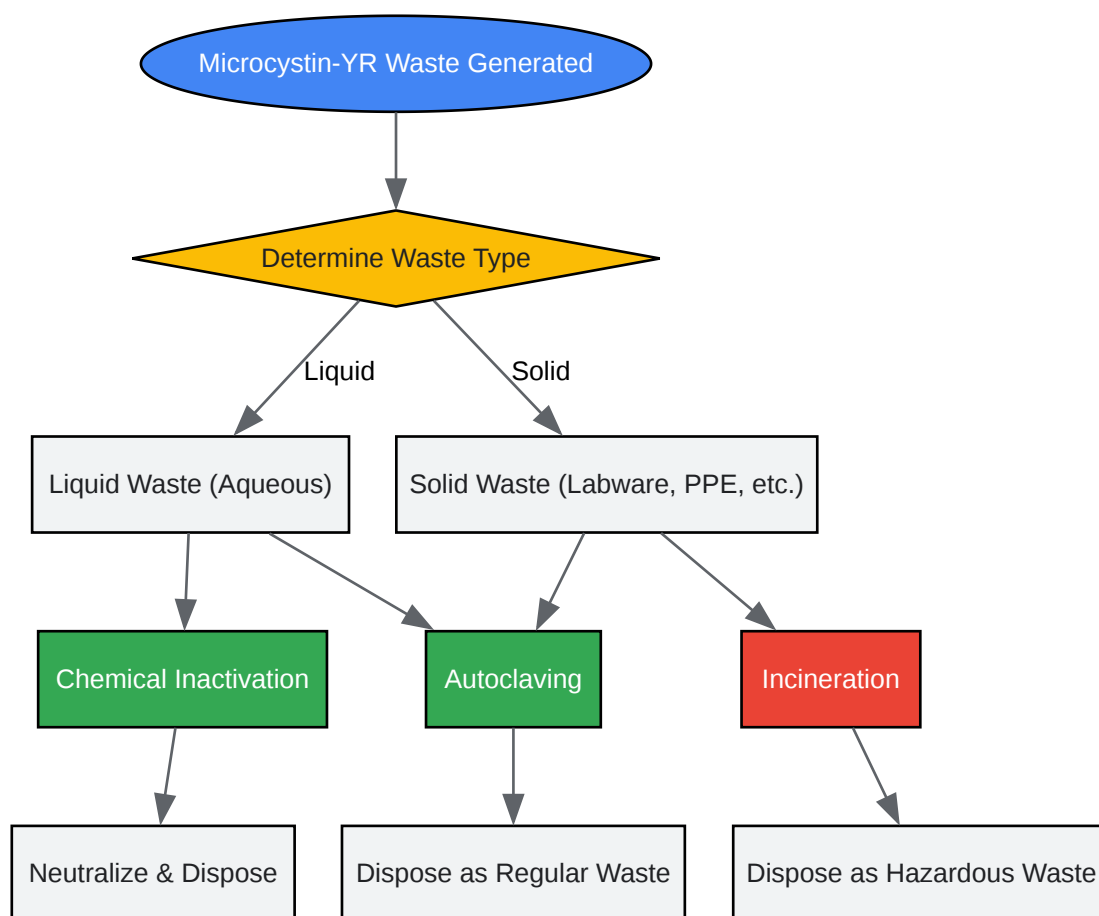 Microcystin-YR Waste Generated
Determine Waste Type
Liquid
Solid
Liquid Waste (Aqueous)
Solid Waste (Labware, PPE, etc.)
Chemical Inactivation
Autoclaving
Incineration
Neutralize & Dispose
Dispose as Regular Waste
Dispose as Hazardous Waste